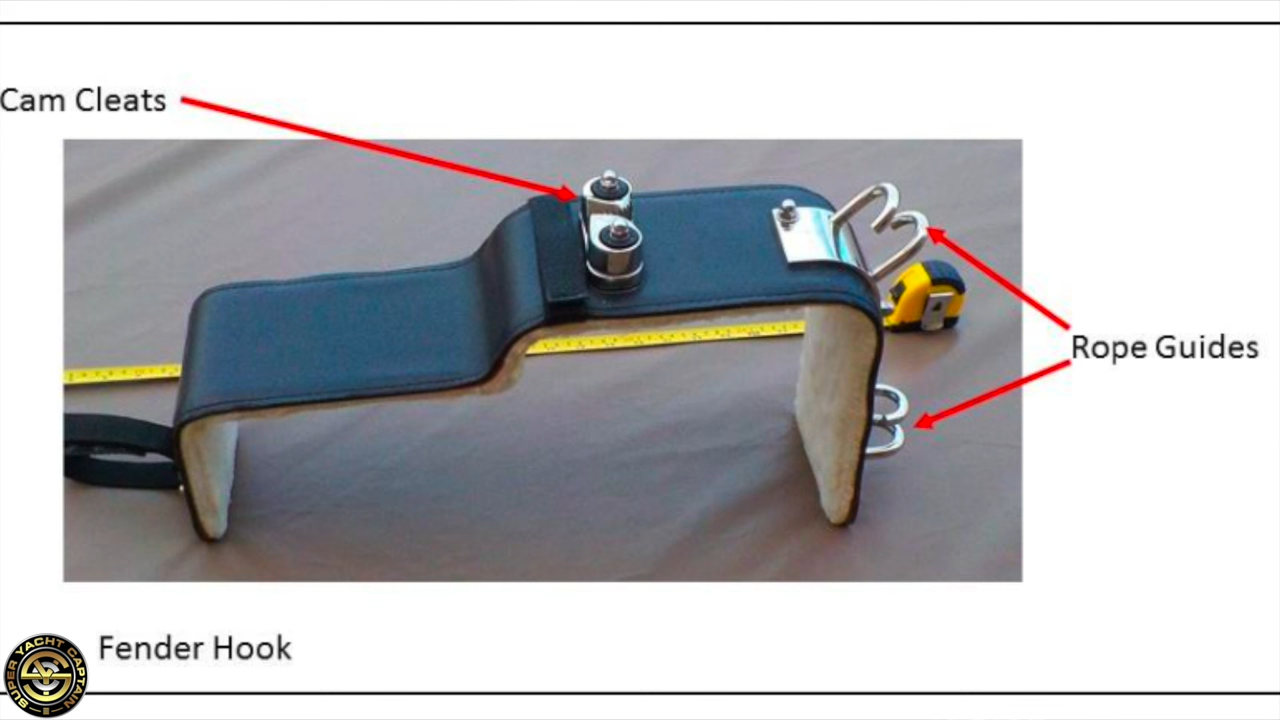 Cam Cleats
Rope Guides
Fender Hook
SUPER YACHT CAPTAIN